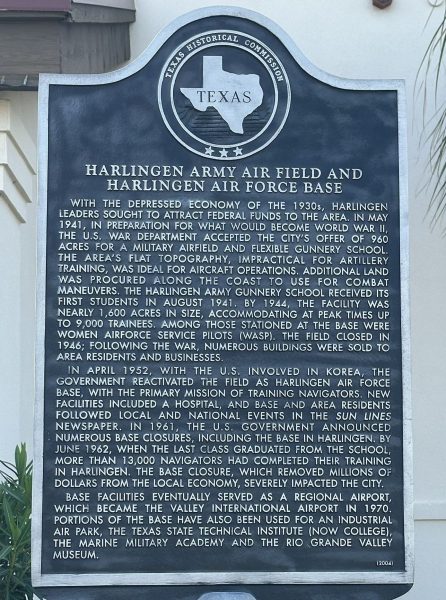 TEXAS HISTORICAL COMMISSION
TEXAS
HARLINGEN ARMY AIR FIELD AND
HARLINGEN AIR FORCE BASE
WITH THE DEPRESSED ECONOMY OF THE 1930s, HARLINGEN
LEADERS SOUGHT TO ATTRACT FEDERAL FUNDS TO THE AREA. IN MAY
1941, IN PREPARATION FOR WHAT WOULD BECOME WORLD WAR II,
THE U.S. WAR DEPARTMENT ACCEPTED THE CITY'S OFFER OF 960
ACRES FOR A MILITARY AIRFIELD AND FLEXIBLE GUNNERY SCHOOL.
THE AREA'S FLAT TOPOGRAPHY, IMPRACTICAL FOR ARTILLERY
TRAINING, WAS IDEAL FOR AIRCRAFT OPERATIONS. ADDITIONAL LAND
WAS PROCURED ALONG THE COAST TO USE FOR COMBAT
MANEUVERS. THE HARLINGEN ARMY GUNNERY SCHOOL RECEIVED ITS
FIRST STUDENTS IN AUGUST 1941. BY 1944, THE FACILITY WAS
NEARLY 1,600 ACRES IN SIZE, ACCOMMODATING AT PEAK TIMES UP
TO 9,000 TRAINEES. AMONG THOSE STATIONED AT THE BASE WERE
WOMEN AIRFORCE SERVICE PILOTS (WASP). THE FIELD CLOSED IN
1946; FOLLOWING THE WAR, NUMEROUS BUILDINGS WERE SOLD TO
AREA RESIDENTS AND BUSINESSES.
IN APRIL 1952, WITH THE U.S. INVOLVED IN KOREA, THE
GOVERNMENT REACTIVATED THE FIELD AS HARLINGEN AIR FORCE
BASE, WITH THE PRIMARY MISSION OF TRAINING NAVIGATORS. NEW
FACILITIES INCLUDED A HOSPITAL, AND BASE AND AREA RESIDENTS
FOLLOWED LOCAL AND NATIONAL EVENTS IN THE SUN LINES
NEWSPAPER. IN 1961, THE U.S. GOVERNMENT ANNOUNCED
NUMEROUS BASE CLOSURES, INCLUDING THE BASE IN HARLINGEN. BY
JUNE 1962, WHEN THE LAST CLASS GRADUATED FROM THE SCHOOL,
MORE THAN 13,000 NAVIGATORS HAD COMPLETED THEIR TRAINING
IN HARLINGEN. THE BASE CLOSURE, WHICH REMOVED MILLIONS OF
DOLLARS FROM THE LOCAL ECONOMY, SEVERELY IMPACTED THE CITY.
BASE FACILITIES EVENTUALLY SERVED AS A REGIONAL AIRPORT,
WHICH BECAME THE VALLEY INTERNATIONAL AIRPORT IN 1970.
PORTIONS OF THE BASE HAVE ALSO BEEN USED FOR AN INDUSTRIAL
AIR PARK, THE TEXAS STATE TECHNICAL INSTITUTE (NOW COLLEGE),
THE MARINE MILITARY ACADEMY AND THE RIO GRANDE VALLEY
MUSEUM.
(2004)